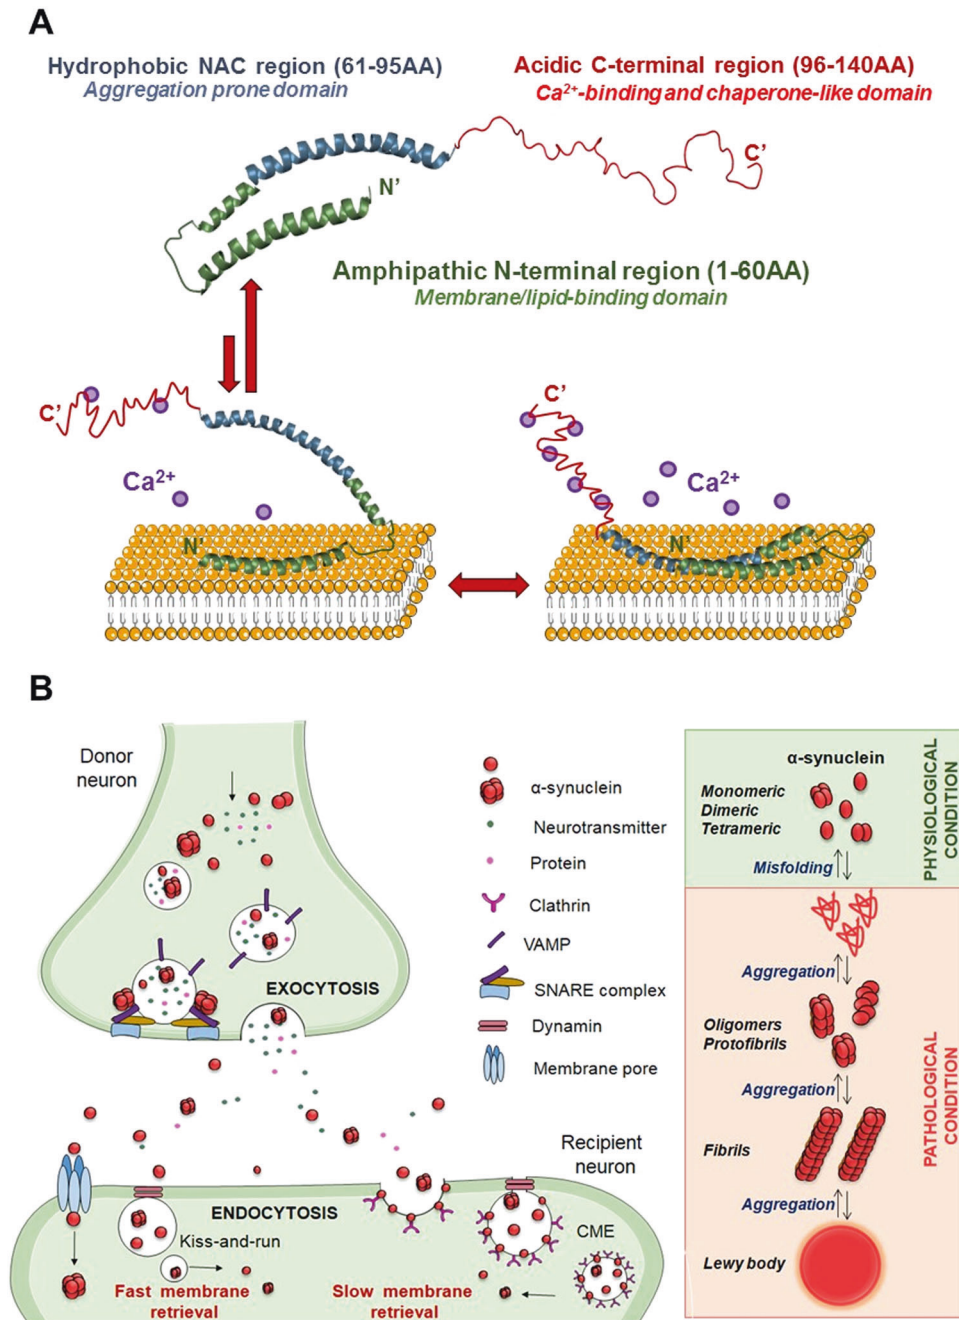 A
Hydrophobic NAC region (61-95AA)
Aggregation prone domain
Acidic C-terminal region (96-140AA)
Ca²⁺-binding and chaperone-like domain
C'
N'
Amphipathic N-terminal region (1-60AA)
Membrane/lipid-binding domain
C'
Ca²⁺
N'
C'
Ca²⁺
N'
B
Donor
neuron
EXOCYTOSIS
α-synuclein
Neurotransmitter
Protein
Clathrin
VAMP
SNARE complex
Dynamin
Membrane pore
Recipient
neuron
ENDOCYTOSIS
Kiss-and-run
CME
Fast membrane
retrieval
Slow membrane
retrieval
α-synuclein
Monomeric
Dimeric
Tetrameric
Misfolding
PHYSIOLOGICAL
CONDITION
Aggregation
Oligomers
Protofibrils
Aggregation
Fibrils
Aggregation
Lewy body
PATHOLOGICAL
CONDITION